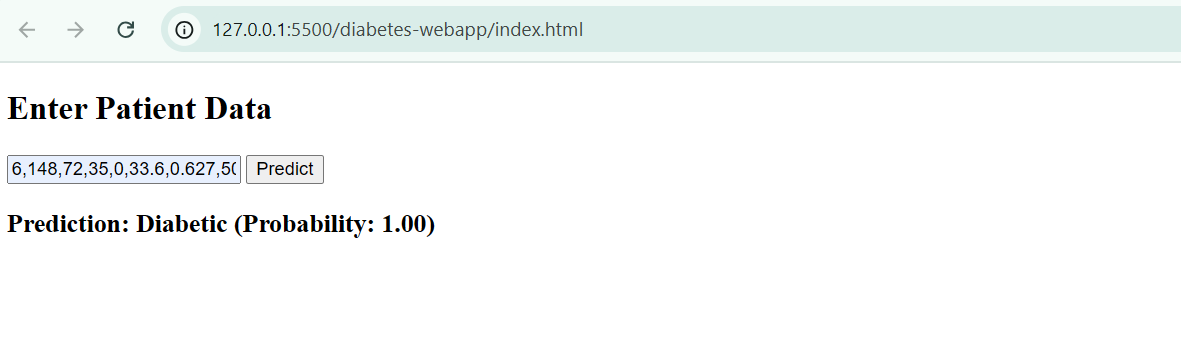 127.0.0.1:5500/diabetes-webapp/index.html
Enter Patient Data
6,148,72,35,0,33.6,0.627,50 Predict
Prediction: Diabetic (Probability: 1.00)